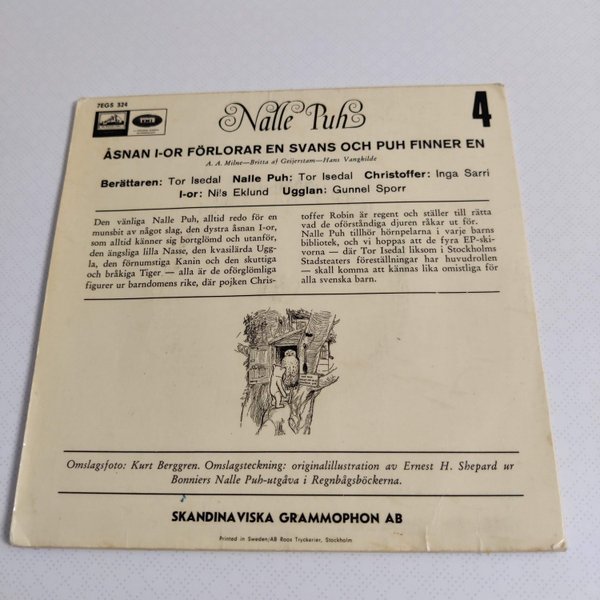 7EGS 324
EMI
Nalle Puh
4
ÅSNAN I-OR FÖRLORAR EN SVANS OCH PUH FINNER EN
A. A. Milne—Britta af Geijerstam—Hans Vanghilde
Berättaren: Tor Isedal Nalle Puh: Tor Isedal Christoffer: Inga Sarri
I-or: Nils Eklund Ugglan: Gunnel Sporr
Den vänliga Nalle Puh, alltid redo för en
munsbit av något slag, den dystra åsnan I-or,
som alltid känner sig bortglömd och utanför,
den ängsliga lilla Nasse, den kvasilärda Ugg-
la, den förnumstiga Kanin och den skuttiga
och bråkiga Tiger — alla är de oförglömliga
figurer ur barndomens rike, där pojken Chris-
toffer Robin är regent och ställer till rätta
vad de oförståndiga djuren råkar ut för.
Nalle Puh tillhör hörnpelarna i varje barns
bibliotek, och vi hoppas att de fyra EP-ski-
vorna — där Tor Isedal liksom i Stockholms
Stadsteaters föreställningar har huvudrollen
— skall komma att kännas lika omistliga för
alla svenska barn.
Omslagsfoto: Kurt Berggren. Omslagsteckning: originalillustration av Ernest H. Shepard ur
Bonniers Nalle Puh-utgåva i Regnbågsböckerna.
SKANDINAVISKA GRAMMOPHON AB
Printed in Sweden/AB Roos Tryckerier, Stockholm